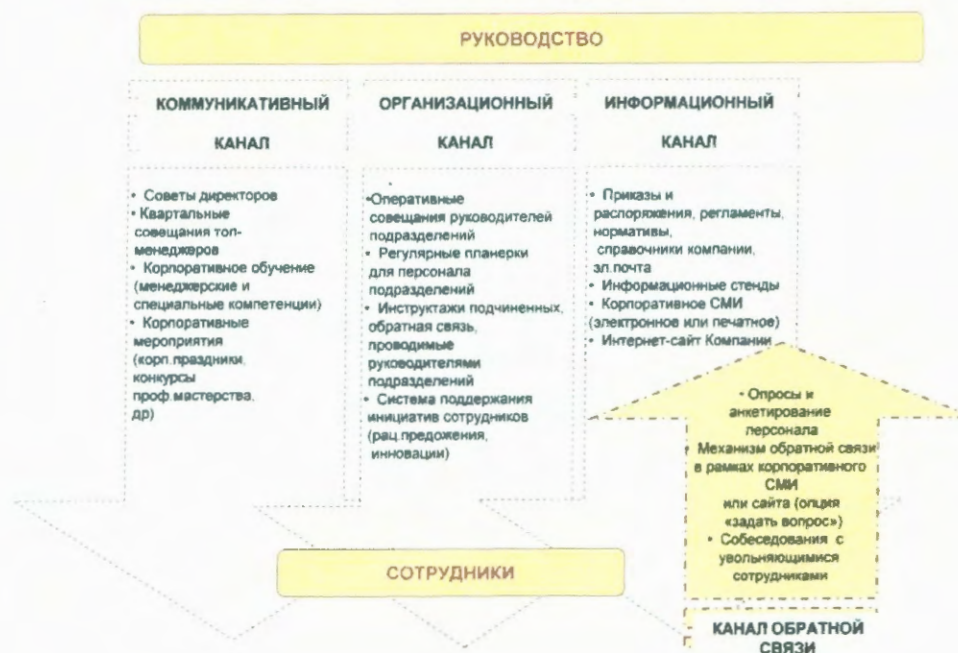 РУКОВОДСТВО
КОММУНИКАТИВНЫЙ
КАНАЛ
• Советы директоров
• Квартальные
совещания топ-
менеджеров
• Корпоративное обучение
(менеджерские и
специальные компетенции)
• Корпоративные
мероприятия
(корп.праздники,
конкурсы
проф.мастерства,
др)
ОРГАНИЗАЦИОННЫЙ
КАНАЛ
•Оперативные
совещания руководителей
подразделений
• Регулярные планерки
для персонала
подразделений
• Инструктажи подчиненных,
обратная связь,
проводимые
руководителями
подразделений
• Система поддержания
инициатив сотрудников
(рац.предожения,
инновации)
ИНФОРМАЦИОННЫЙ
КАНАЛ
• Приказы и
распоряжения, регламенты,
нормативы,
справочники компании,
эл.почта
• Информационные стенды
• Корпоративное СМИ
(электронное или печатное)
• Интернет-сайт Компании
• Опросы и
анкетирование
персонала
• Механизм обратной связи
в рамках корпоративного
СМИ
или сайта (опция
«задать вопрос»)
• Собеседования с
увольняющимися
сотрудниками
КАНАЛ ОБРАТНОЙ
СВЯЗИ
СОТРУДНИКИ